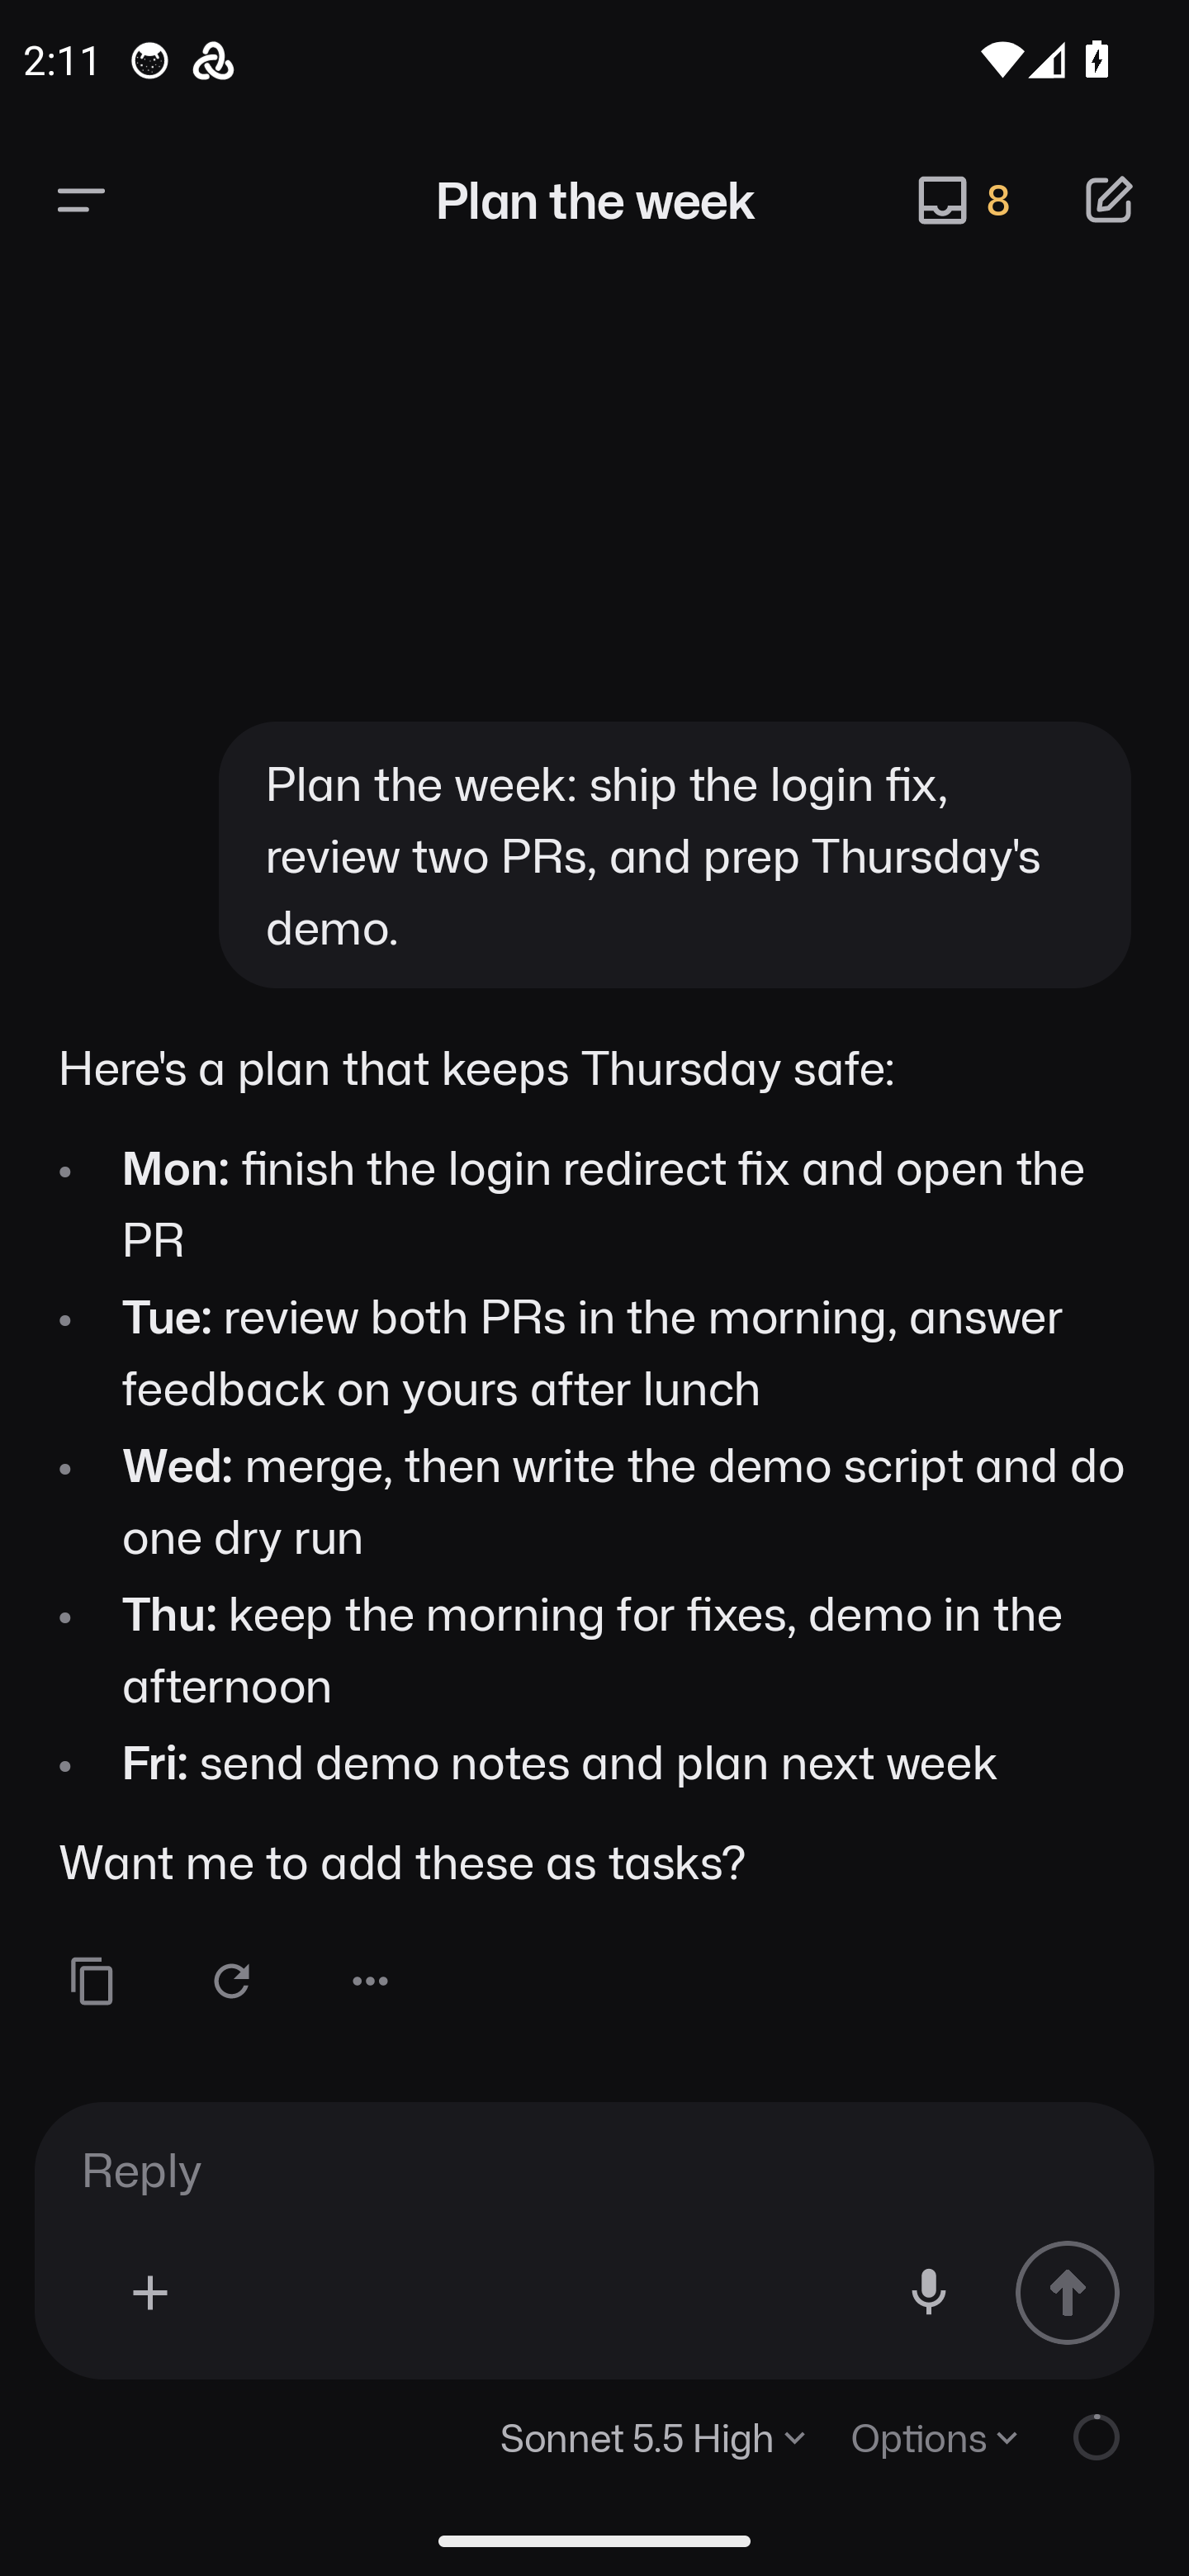 2:11
Plan the week
8
Plan the week: ship the login fix,
review two PRs, and prep Thursday's
demo.
Here's a plan that keeps Thursday safe:
• Mon: finish the login redirect fix and open the
PR
• Tue: review both PRs in the morning, answer
feedback on yours after lunch
• Wed: merge, then write the demo script and do
one dry run
• Thu: keep the morning for fixes, demo in the
afternoon
• Fri: send demo notes and plan next week
Want me to add these as tasks?
Reply
Sonnet 5.5 High
Options